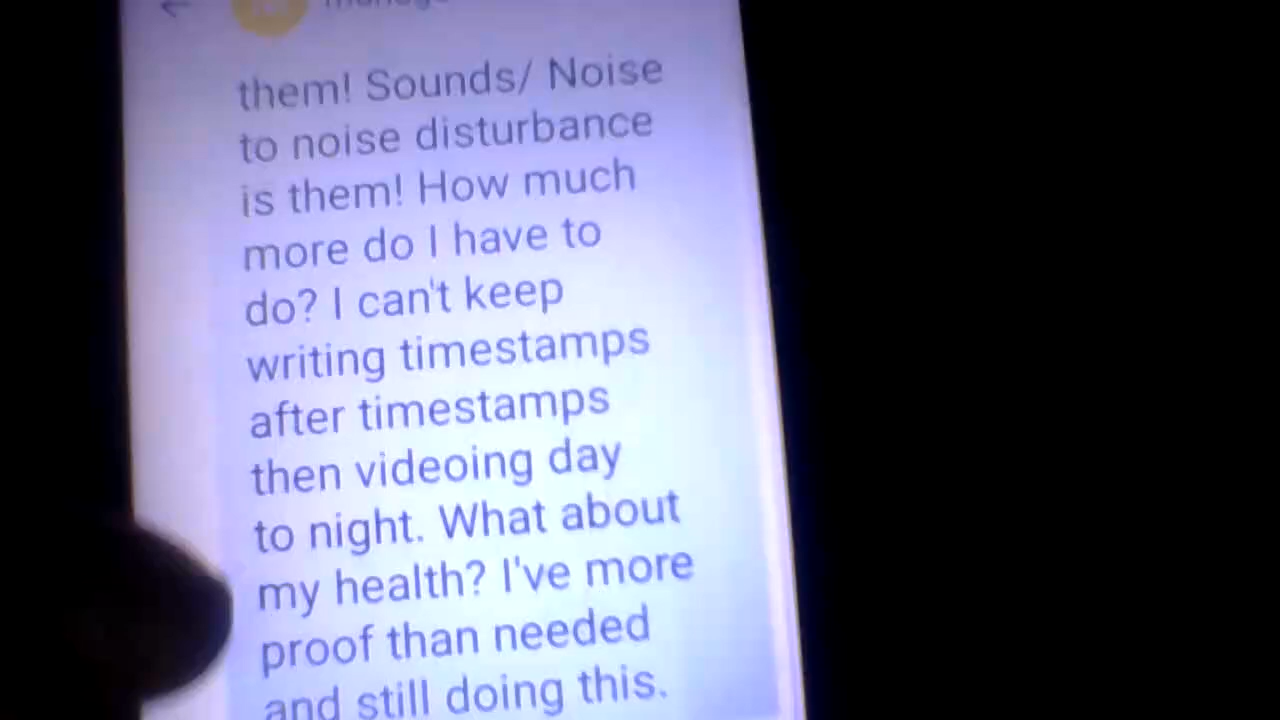 them! Sounds/ Noise
to noise disturbance
is them! How much
more do I have to
do? I can't keep
writing timestamps
after timestamps
then videoing day
to night. What about
my health? I've more
proof than needed
and still doing this.